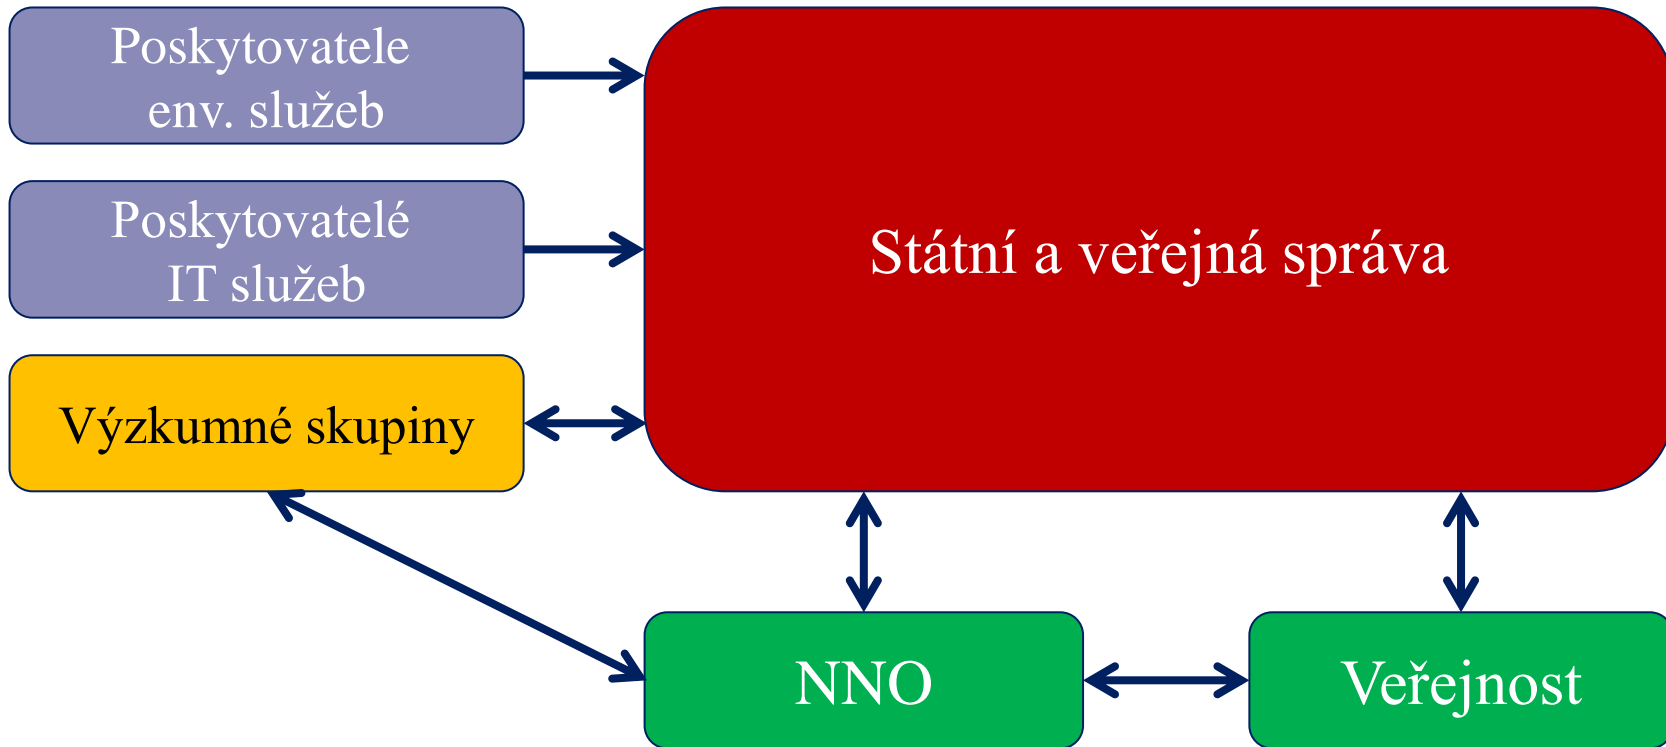 Poskytovatele
env. služeb
Poskytovatelé
IT služeb
Výzkumné skupiny
Státní a veřejná správa
NNO
Veřejnost